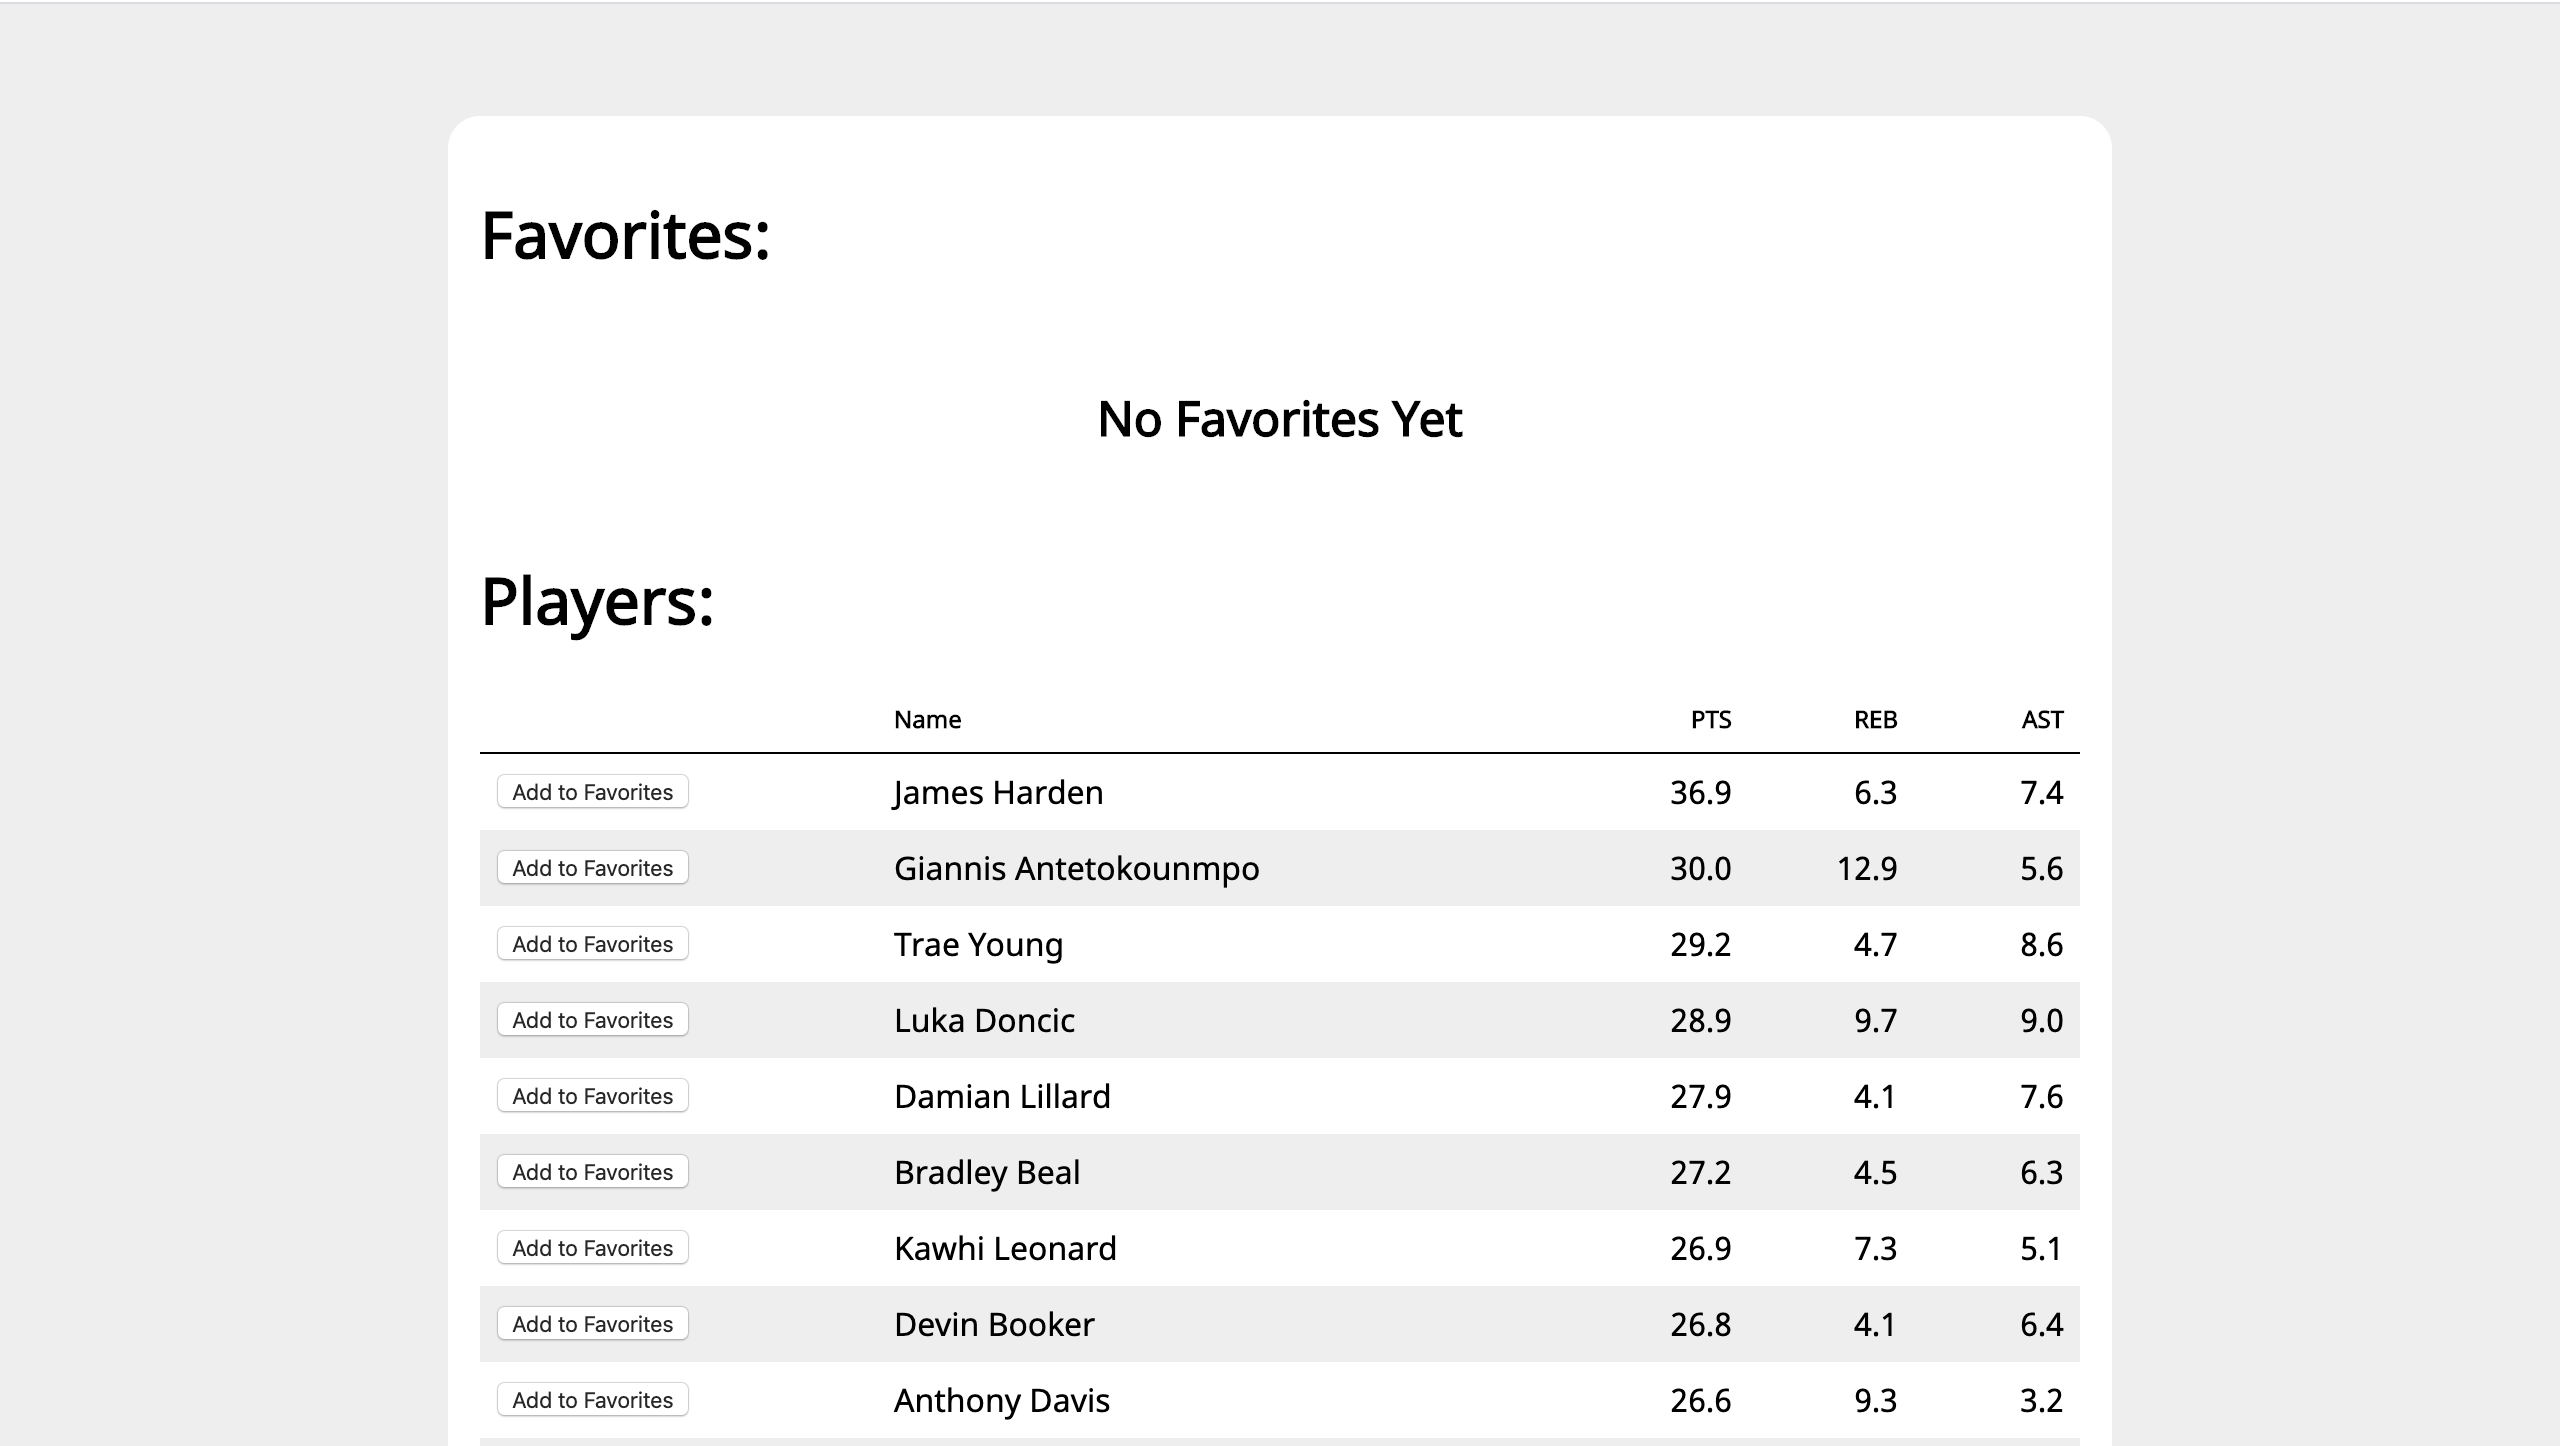 Favorites:
No Favorites Yet
Players:
Name PTS REB AST
Add to Favorites James Harden 36.9 6.3 7.4
Add to Favorites Giannis Antetokounmpo 30.0 12.9 5.6
Add to Favorites Trae Young 29.2 4.7 8.6
Add to Favorites Luka Doncic 28.9 9.7 9.0
Add to Favorites Damian Lillard 27.9 4.1 7.6
Add to Favorites Bradley Beal 27.2 4.5 6.3
Add to Favorites Kawhi Leonard 26.9 7.3 5.1
Add to Favorites Devin Booker 26.8 4.1 6.4
Add to Favorites Anthony Davis 26.6 9.3 3.2